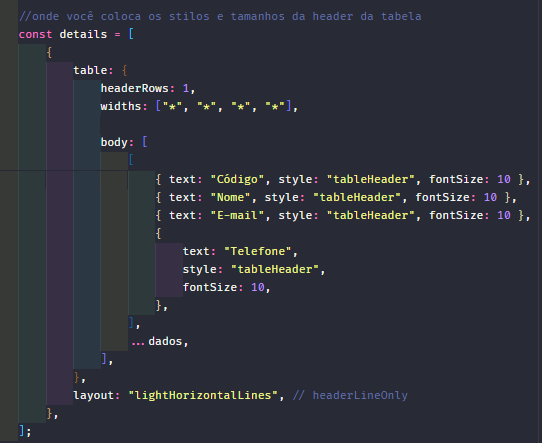 //onde você coloca os stilos e tamanhos da header da tabela
const details = [
{
table: {
headerRows: 1,
widths: ["*", "*", "*", "*"],
body: [
[
{ text: "Código", style: "tableHeader", fontSize: 10 },
{ text: "Nome", style: "tableHeader", fontSize: 10 },
{ text: "E-mail", style: "tableHeader", fontSize: 10 },
{
text: "Telefone",
style: "tableHeader",
fontSize: 10,
},
],
...dados,
],
},
layout: "lightHorizontalLines", // headerLineOnly
},
];